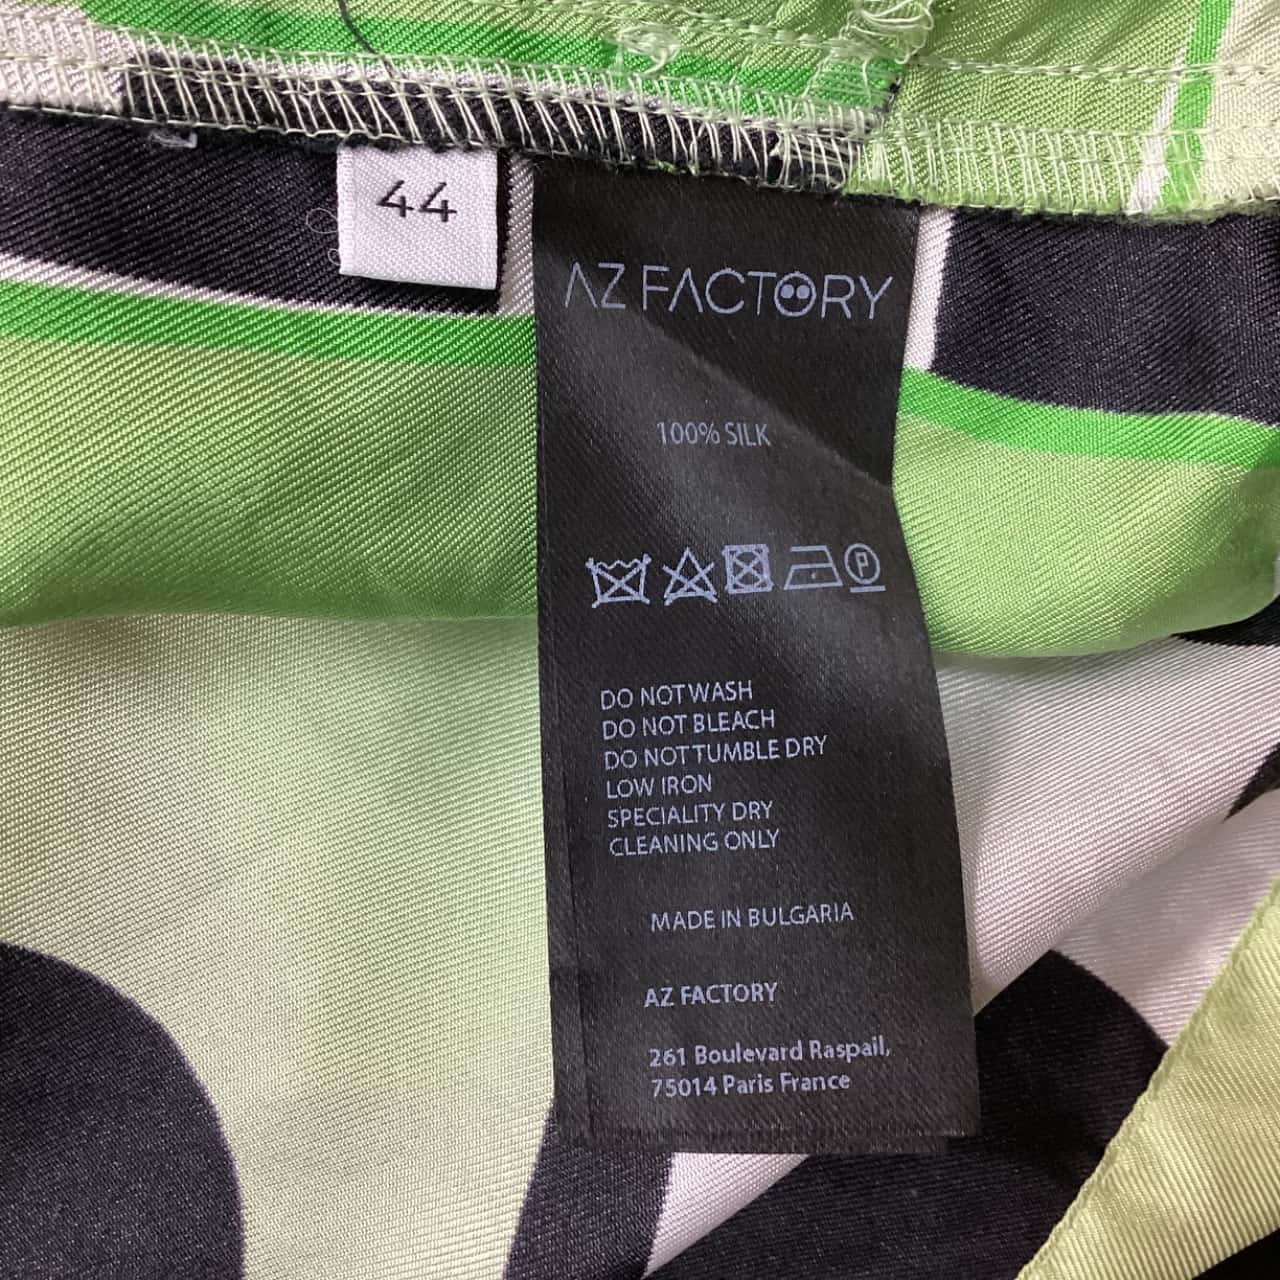 44
AZ FACTORY
100% SILK
P
DO NOT WASH
DO NOT BLEACH
DO NOT TUMBLE DRY
LOW IRON
SPECIALITY DRY
CLEANING ONLY
MADE IN BULGARIA
AZ FACTORY
261 Boulevard Raspail,
75014 Paris France